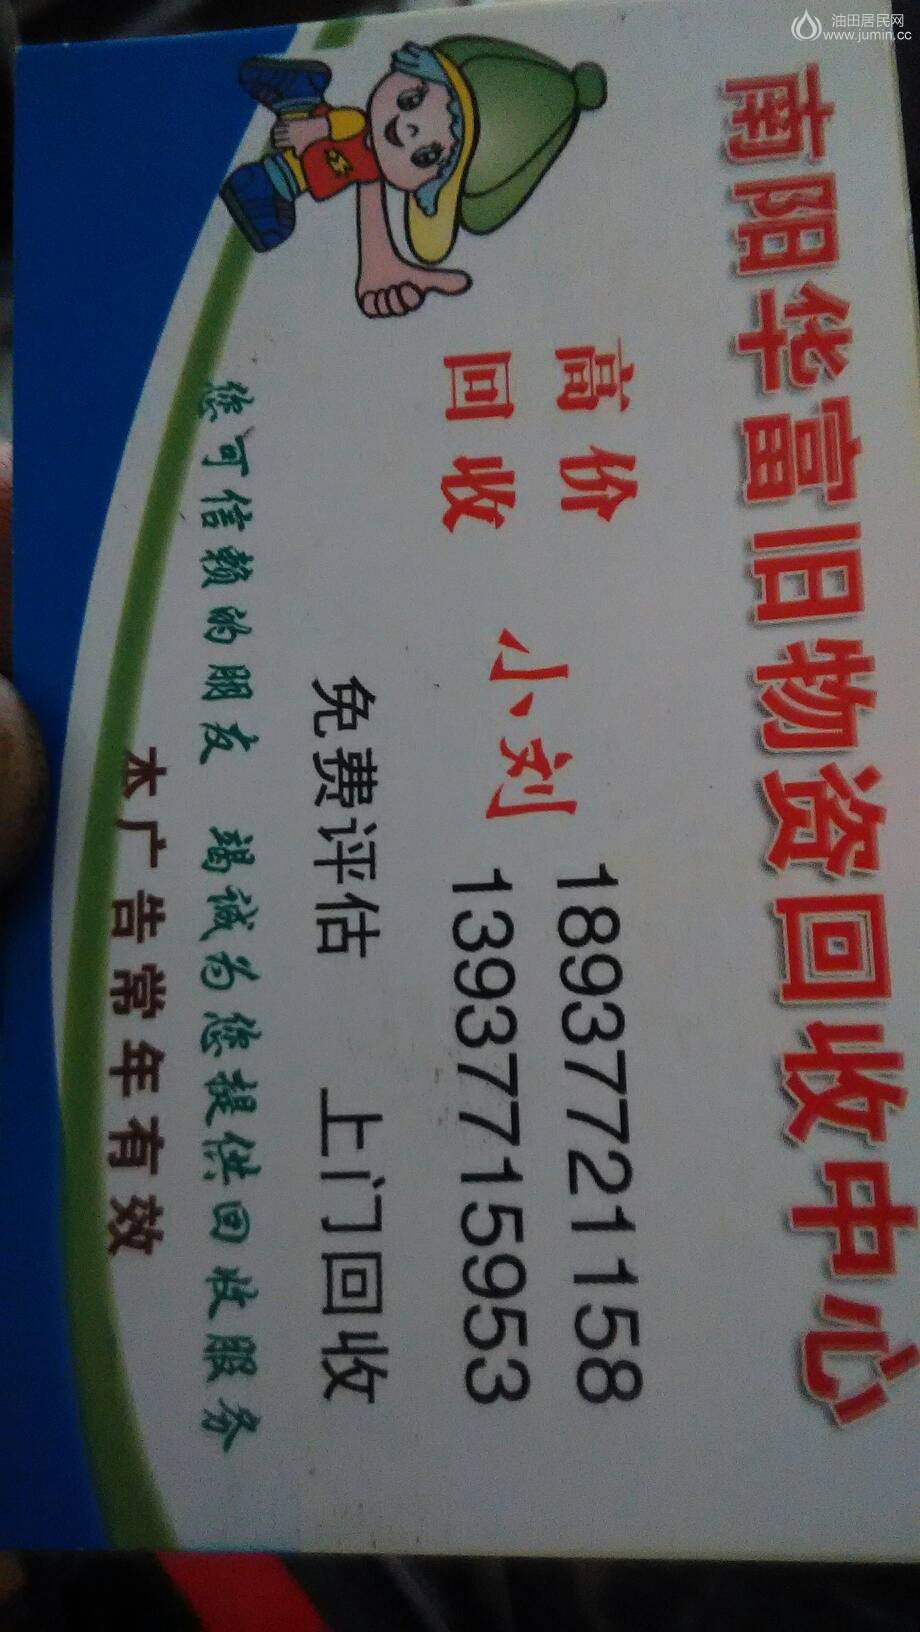 油田居民网
www.jumin.cc
南阳华富旧物资回收中心
高价
回收
小刘
18937721158
13937715953
免费评估 上门回收
您可信赖的朋友 竭诚为您提供回收服务
本广告常年有效